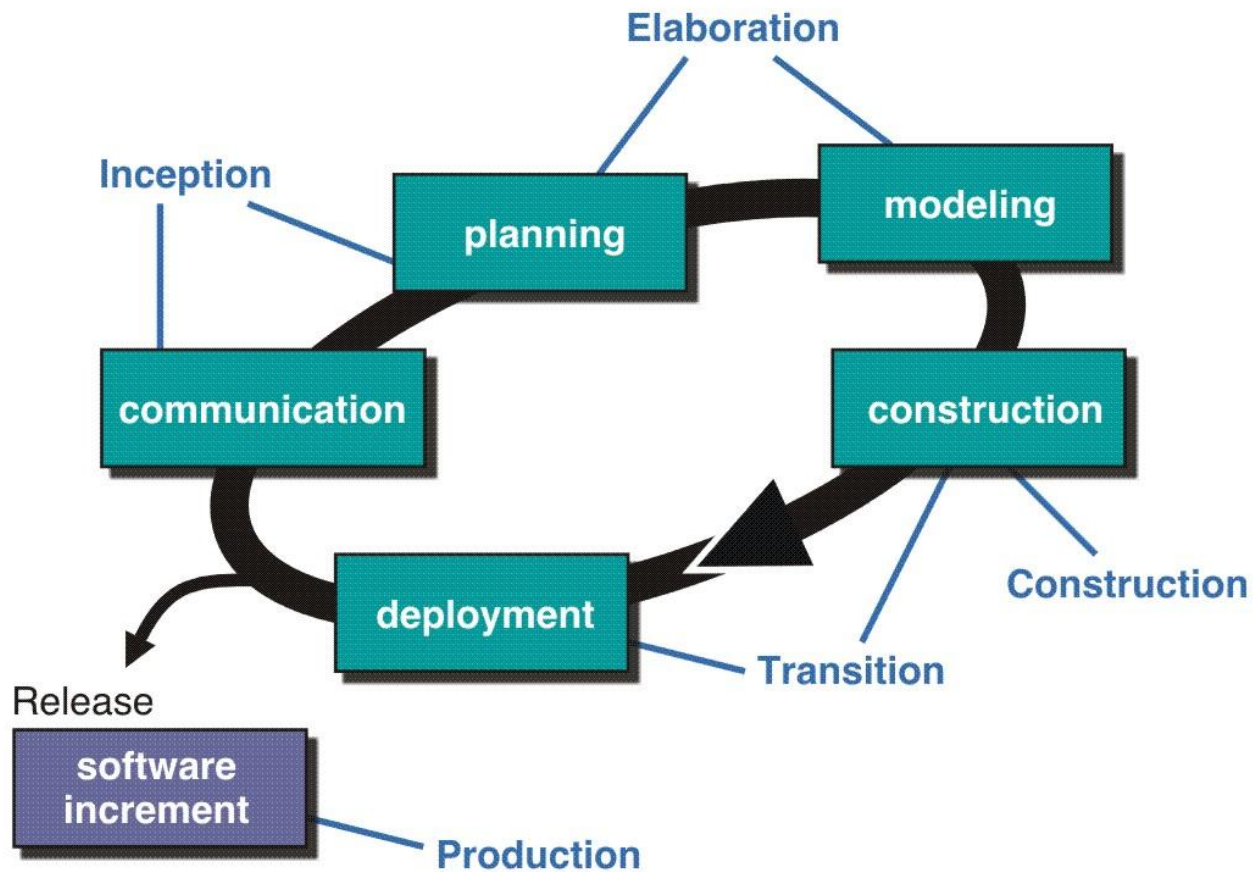 Elaboration
Inception
planning
modeling
communication
construction
Construction
deployment
Transition
Release
software
increment
Production